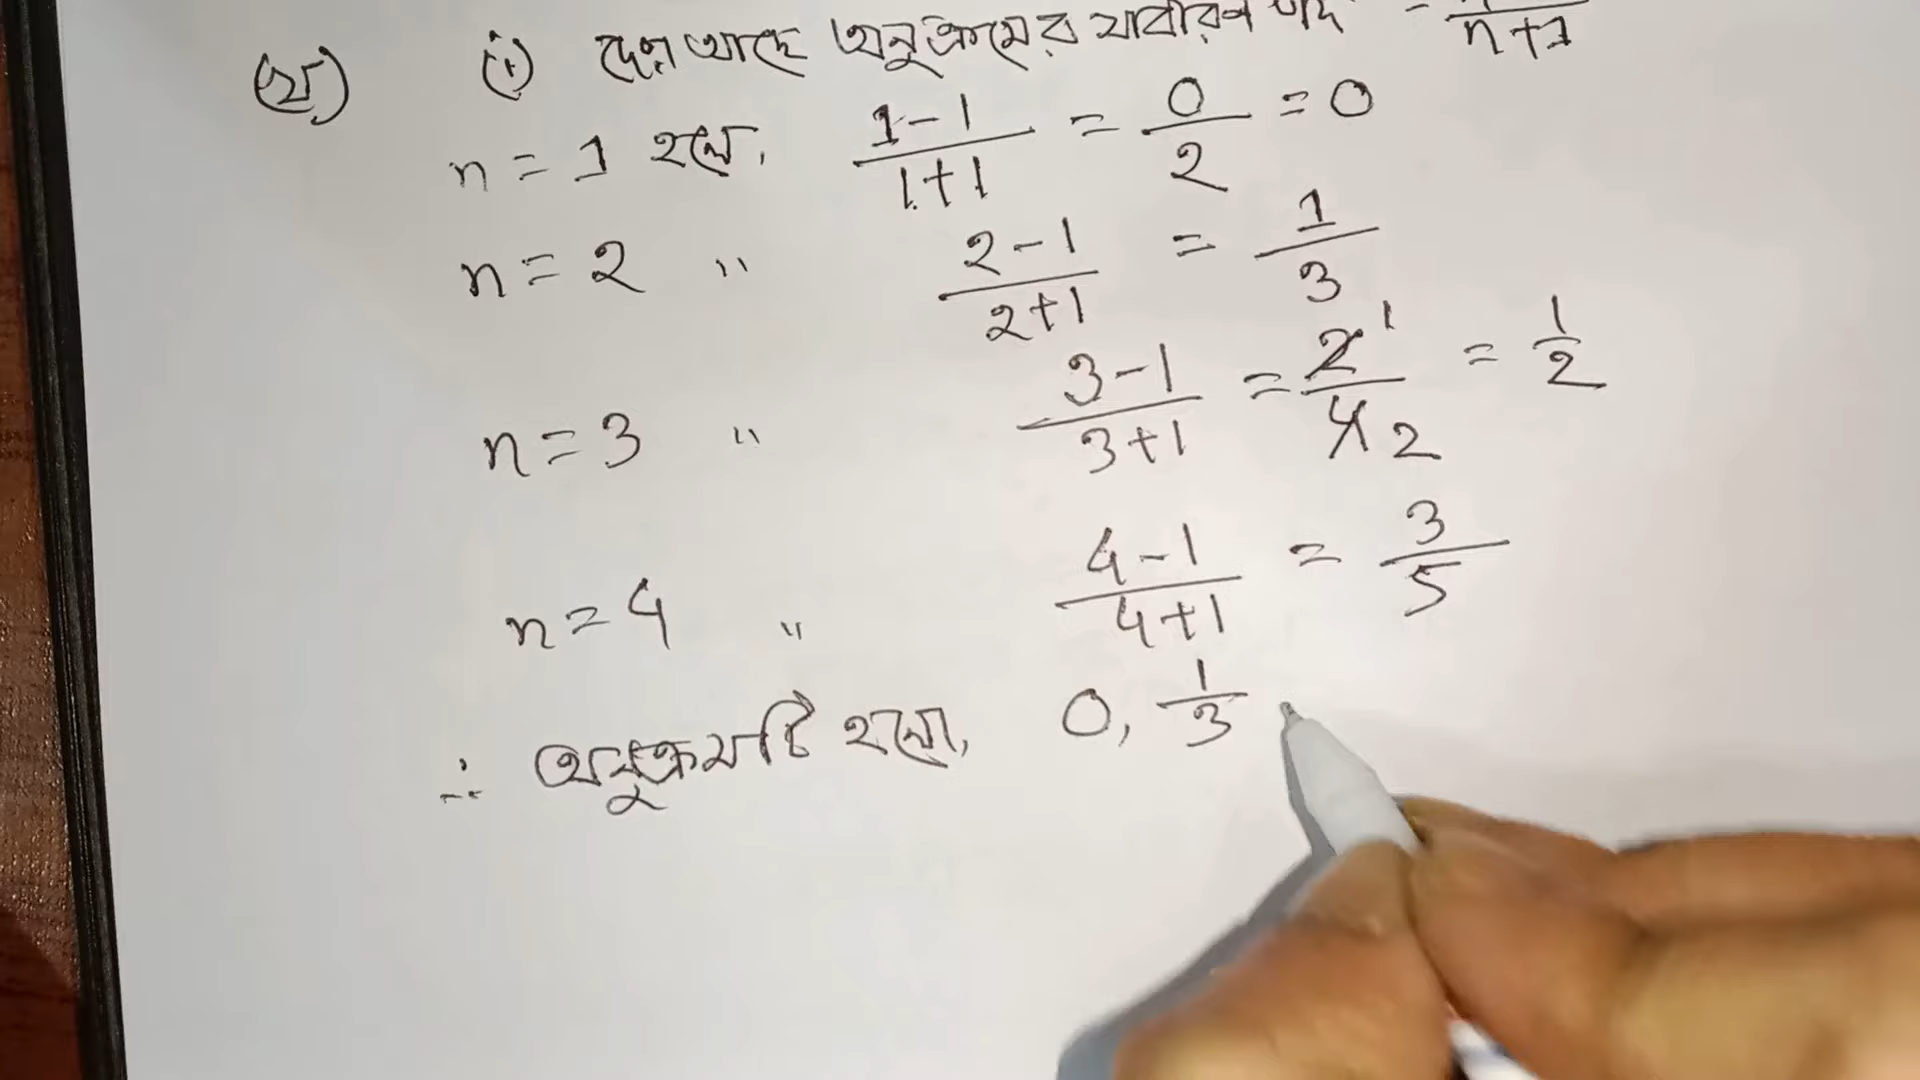 (খ) (i) দেয়া আছে অনুক্রমের সাধারণ পদ = /n+1
n = 1 হলে, 1-1/1+1 = 0/2 = 0
n = 2 " 2-1/2+1 = 1/3
n = 3 " 3-1/3+1 = 2 1/4 2 = 1/2
n = 4 " 4-1/4+1 = 3/5
∴ অনুক্রমটি হলো, 0, 1/3